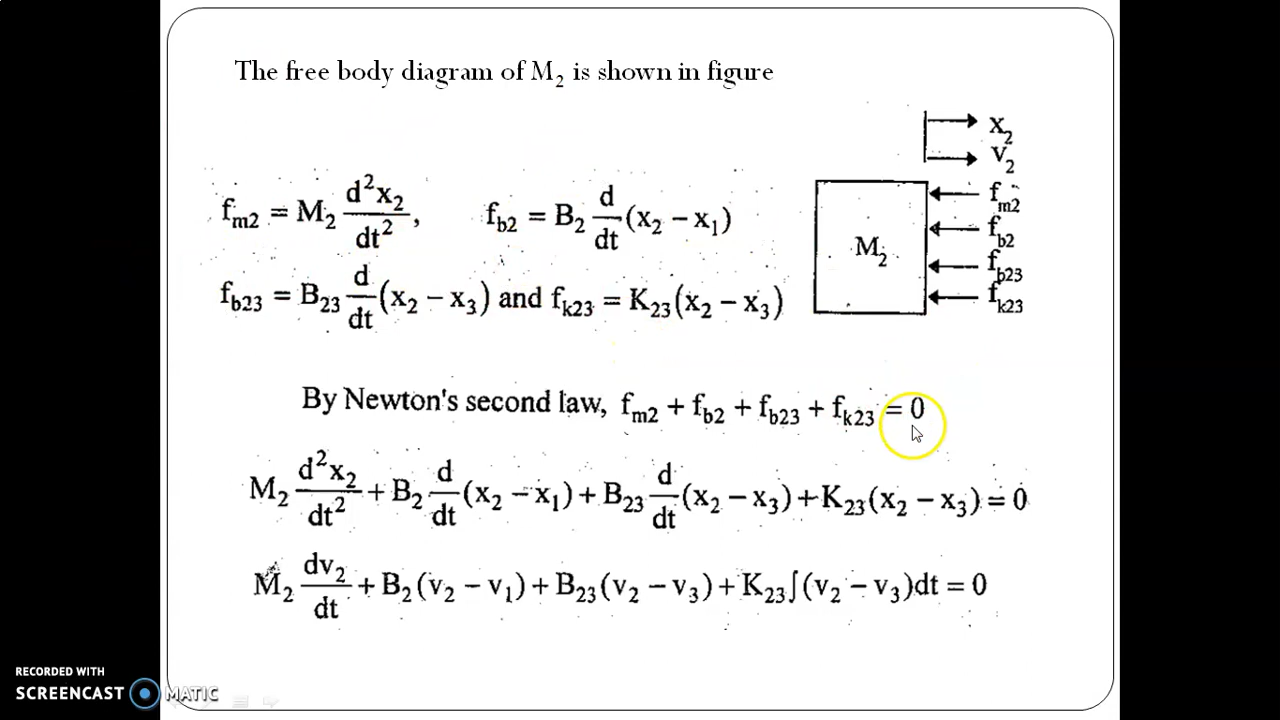 The free body diagram of M₂ is shown in figure
x₂
v₂
f_m2 = M₂ d²x₂/dt², f_b2 = B₂ d/dt (x₂ − x₁)
f_m2
f_b2
M₂
f_b23
f_k23
f_b23 = B₂₃ d/dt (x₂ − x₃) and f_k23 = K₂₃(x₂ − x₃)
By Newton's second law, f_m2 + f_b2 + f_b23 + f_k23 = 0
M₂ d²x₂/dt² + B₂ d/dt (x₂ − x₁) + B₂₃ d/dt (x₂ − x₃) + K₂₃(x₂ − x₃) = 0
M₂ dv₂/dt + B₂(v₂ − v₁) + B₂₃(v₂ − v₃) + K₂₃∫(v₂ − v₃)dt = 0
RECORDED WITH
SCREENCAST MATIC